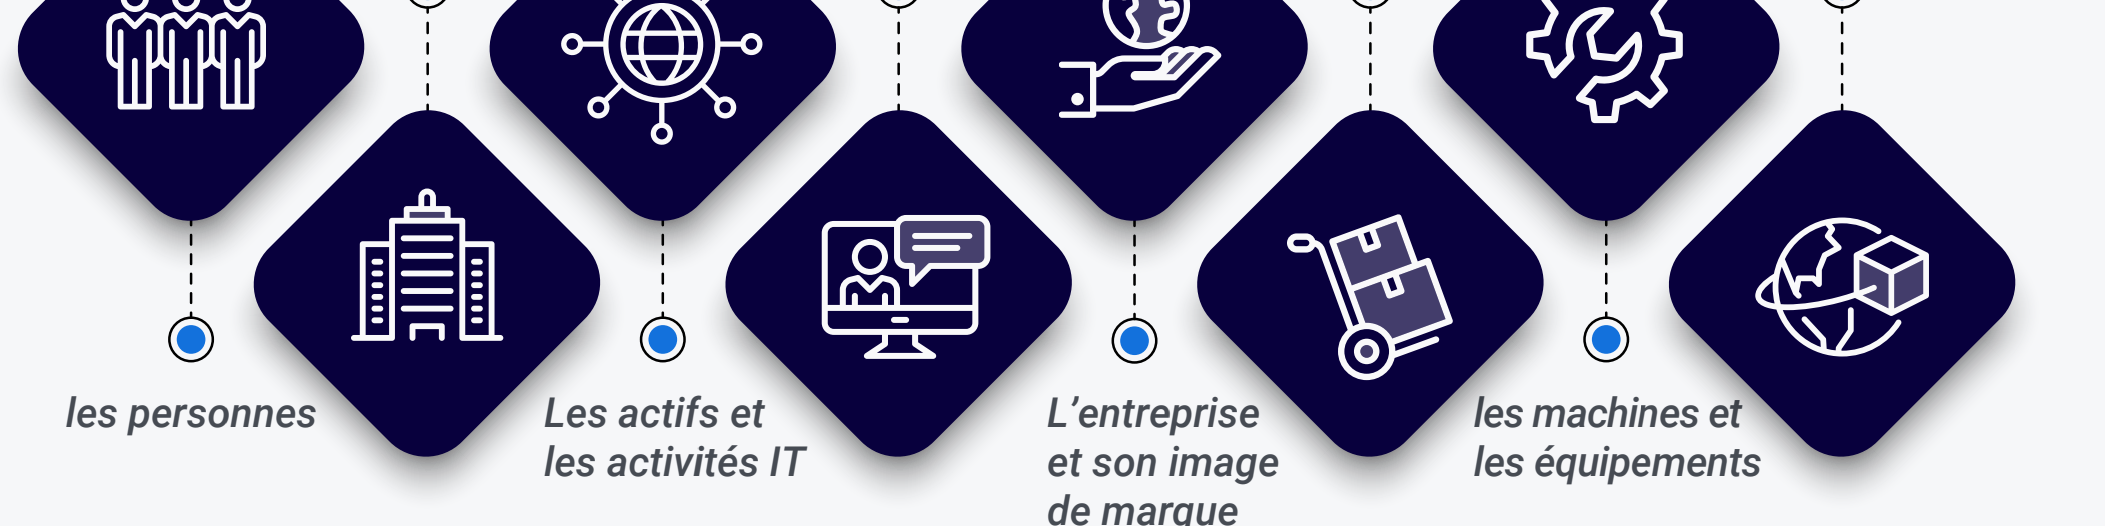 les personnes
Les actifs et
les activités IT
L’entreprise
et son image
de marque
les machines et
les équipements